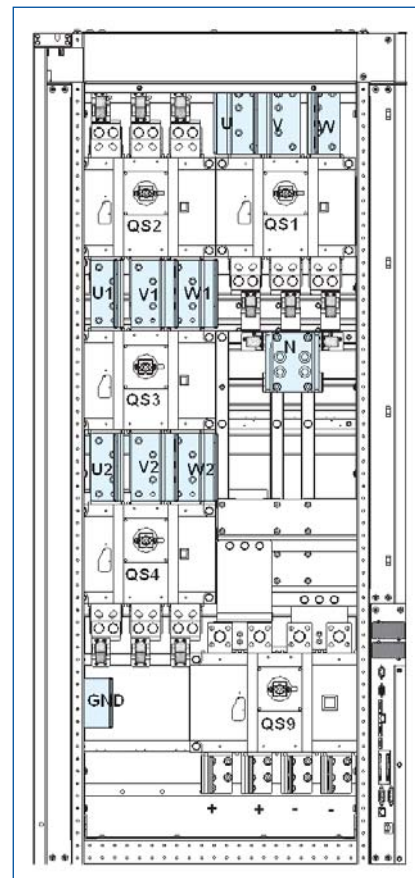 U V W
QS2 QS1
U1 V1 W1
N
QS3
U2 V2 W2
QS4
GND
QS9
+ + - -